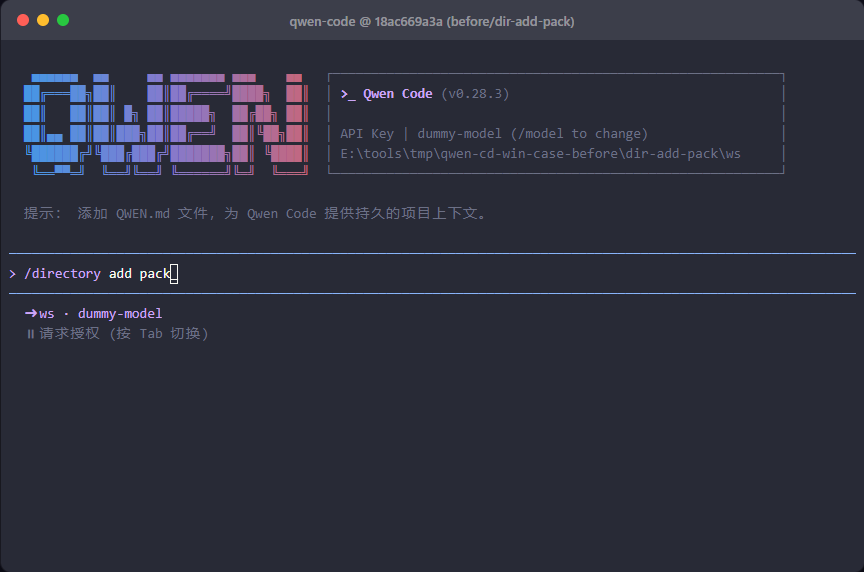 qwen-code @ 18ac669a3a (before/dir-add-pack)
QWEN
>_ Qwen Code (v0.28.3)
API Key | dummy-model (/model to change)
E:\tools\tmp\qwen-cd-win-case-before\dir-add-pack\ws
提示： 添加 QWEN.md 文件，为 Qwen Code 提供持久的项目上下文。
> /directory add pack
➜ws · dummy-model
⏸请求授权 (按 Tab 切换)